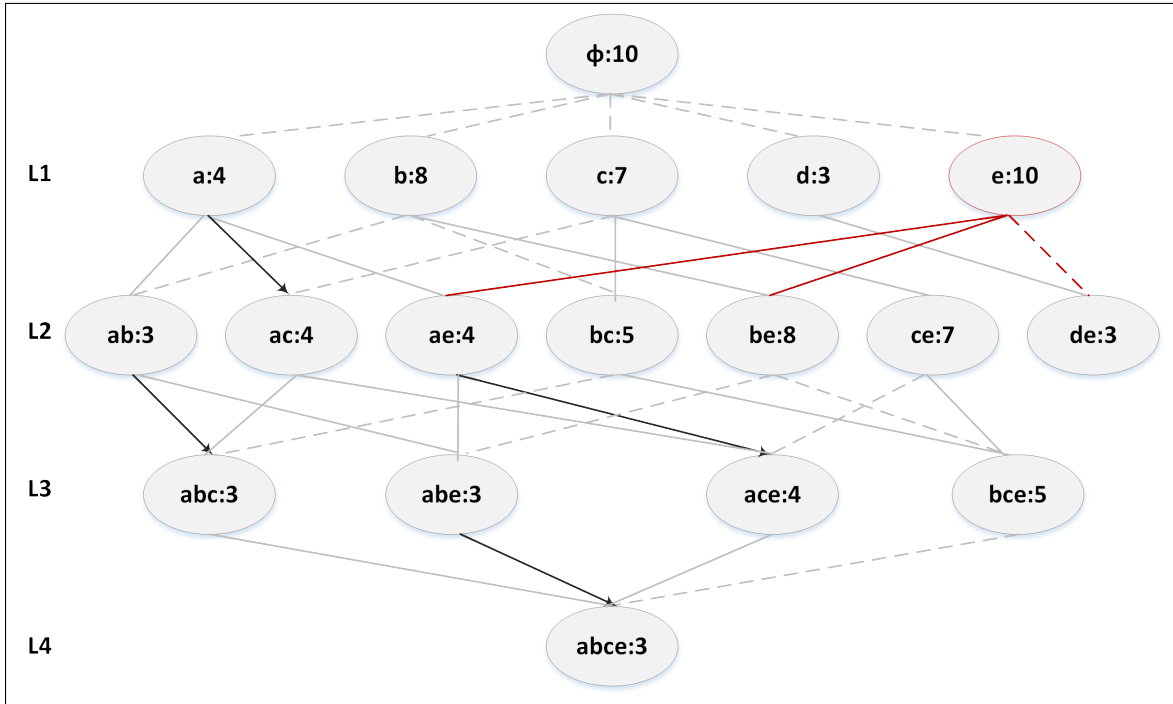 ϕ:10
L1 a:4 b:8 c:7 d:3 e:10
L2 ab:3 ac:4 ae:4 bc:5 be:8 ce:7 de:3
L3 abc:3 abe:3 ace:4 bce:5
L4 abce:3